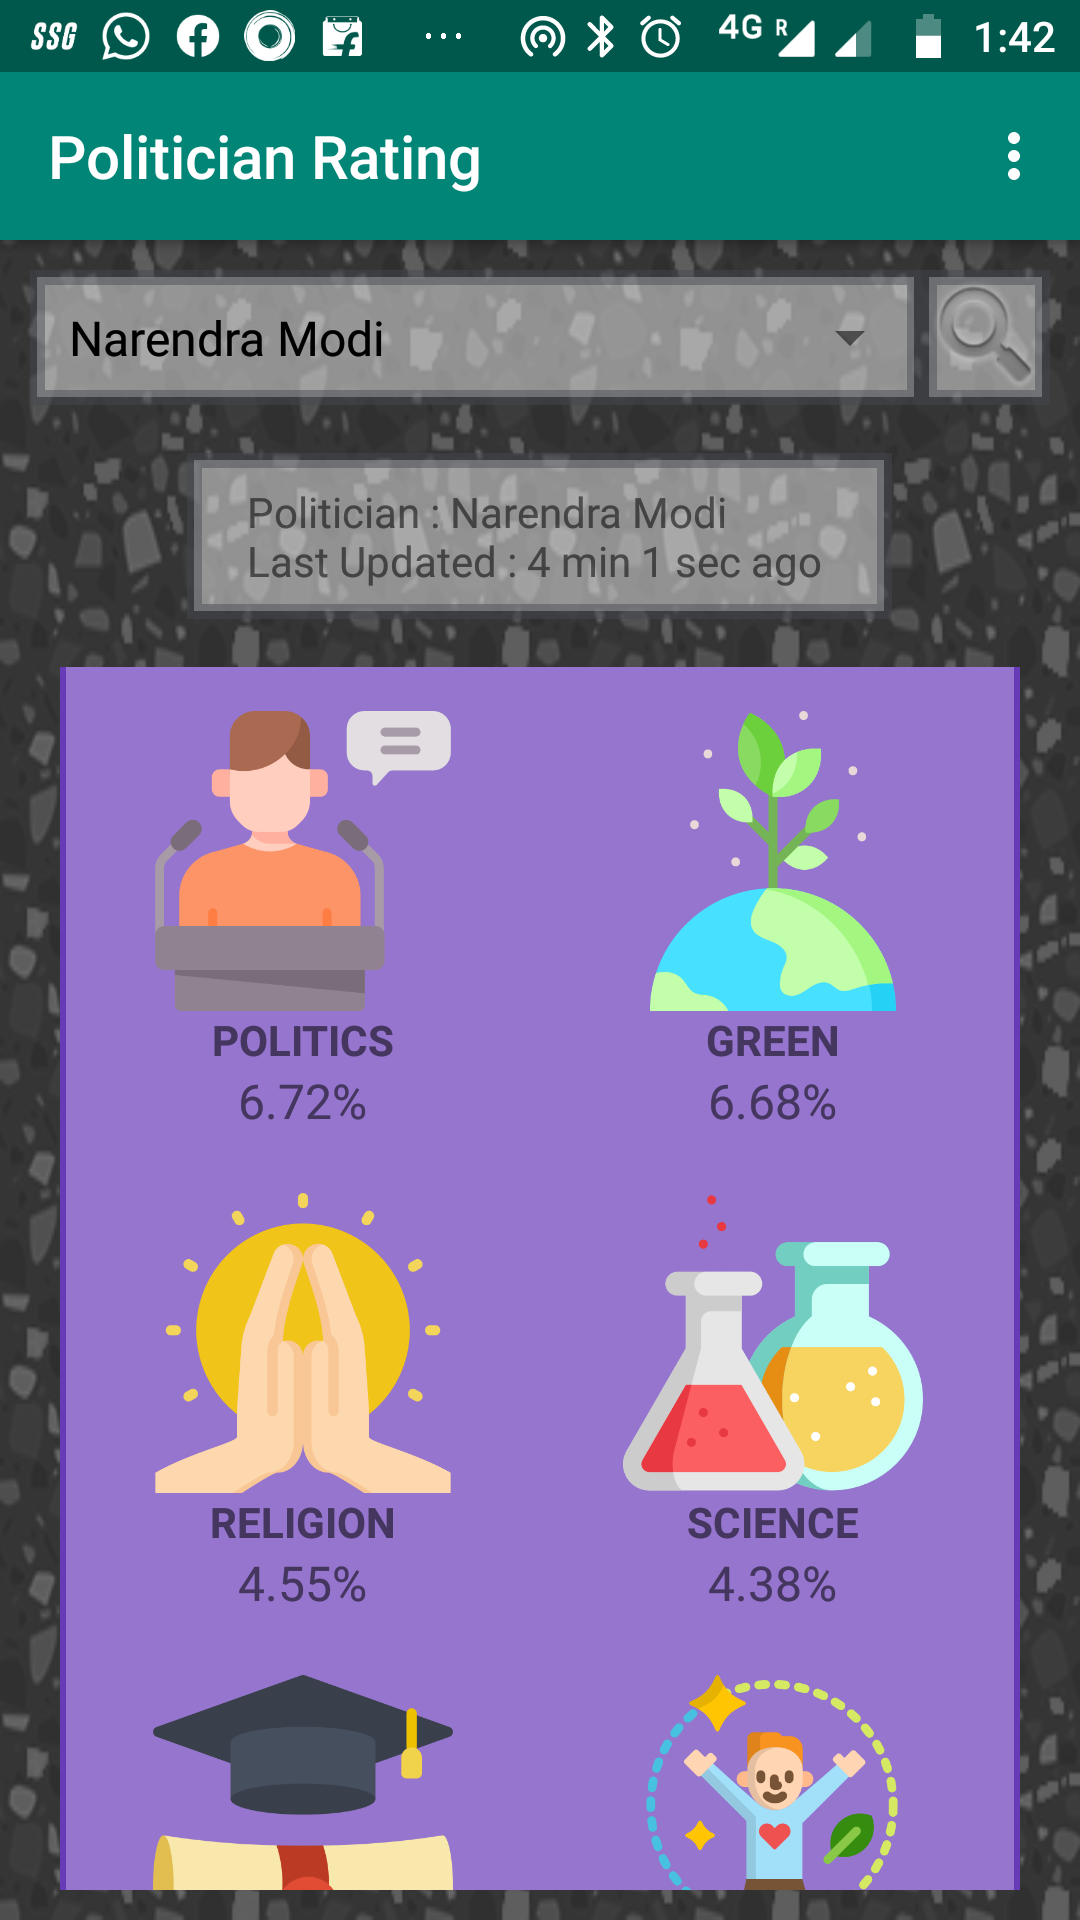 SSG 4G R 1:42
Politician Rating
Narendra Modi
Politician : Narendra Modi
Last Updated : 4 min 1 sec ago
POLITICS GREEN
6.72% 6.68%
RELIGION SCIENCE
4.55% 4.38%